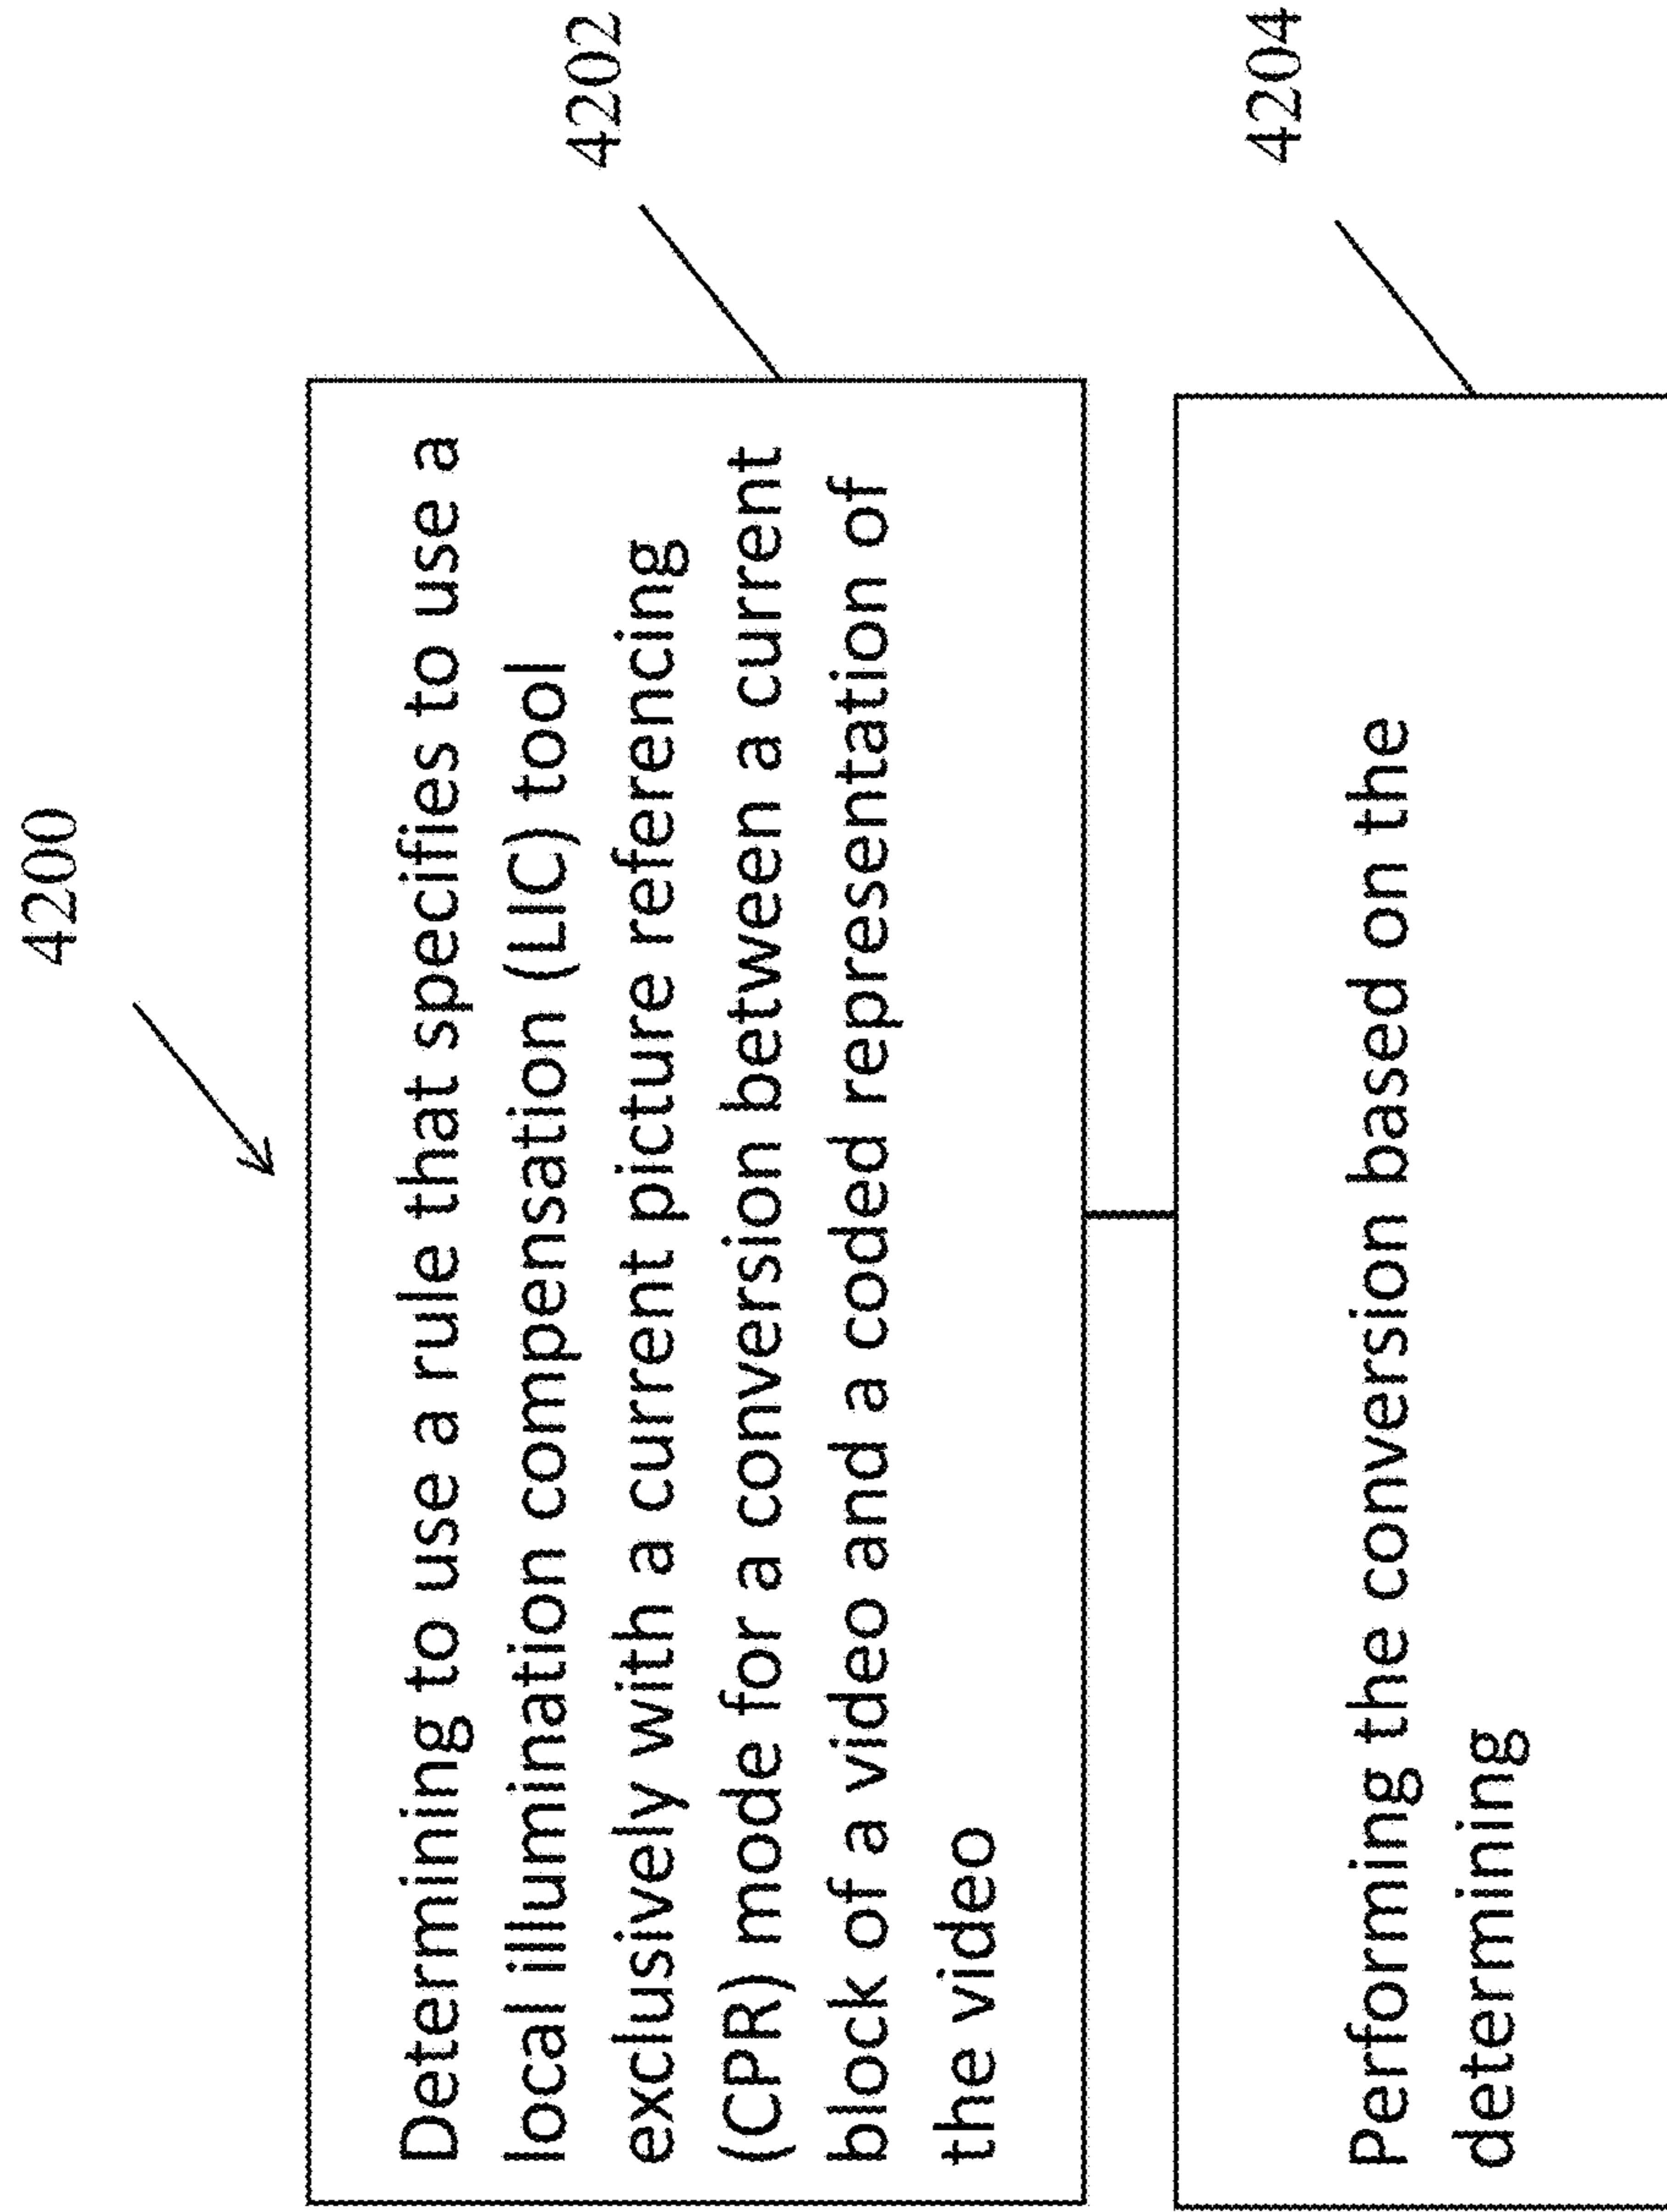 4200
4202
Determining to use a rule that specifies to use a
local illumination compensation (LIC) tool
exclusively with a current picture referencing
(CPR) mode for a conversion between a current
block of a video and a coded representation of
the video
4204
Performing the conversion based on the
determining